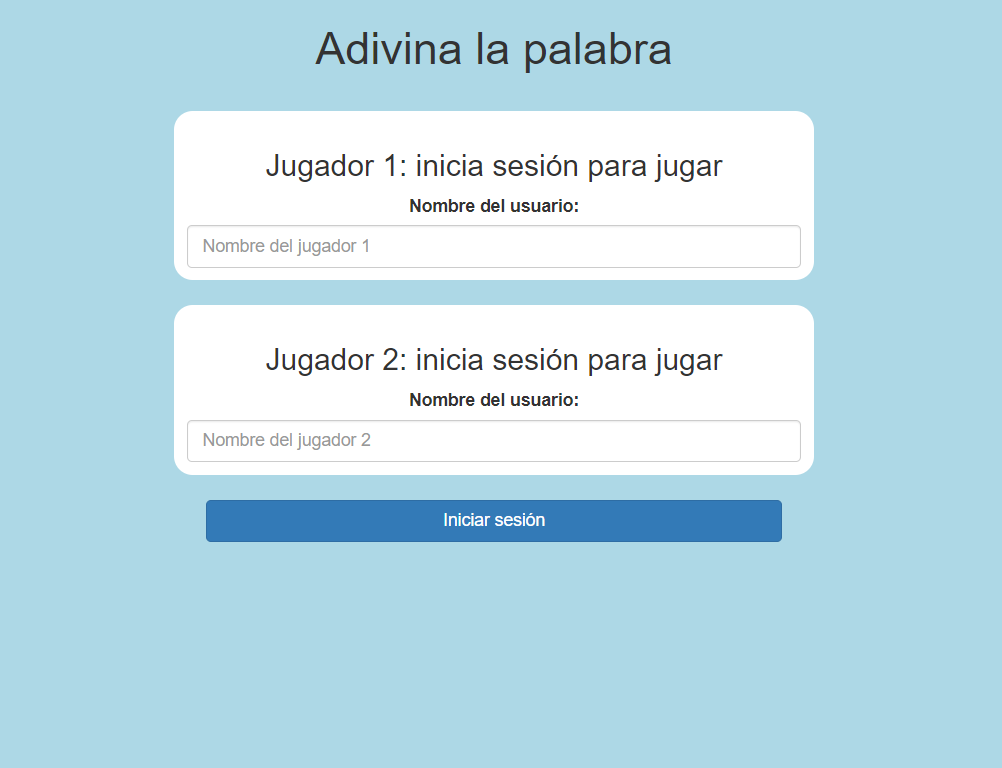 Adivina la palabra
Jugador 1: inicia sesión para jugar
Nombre del usuario:
Nombre del jugador 1
Jugador 2: inicia sesión para jugar
Nombre del usuario:
Nombre del jugador 2
Iniciar sesión